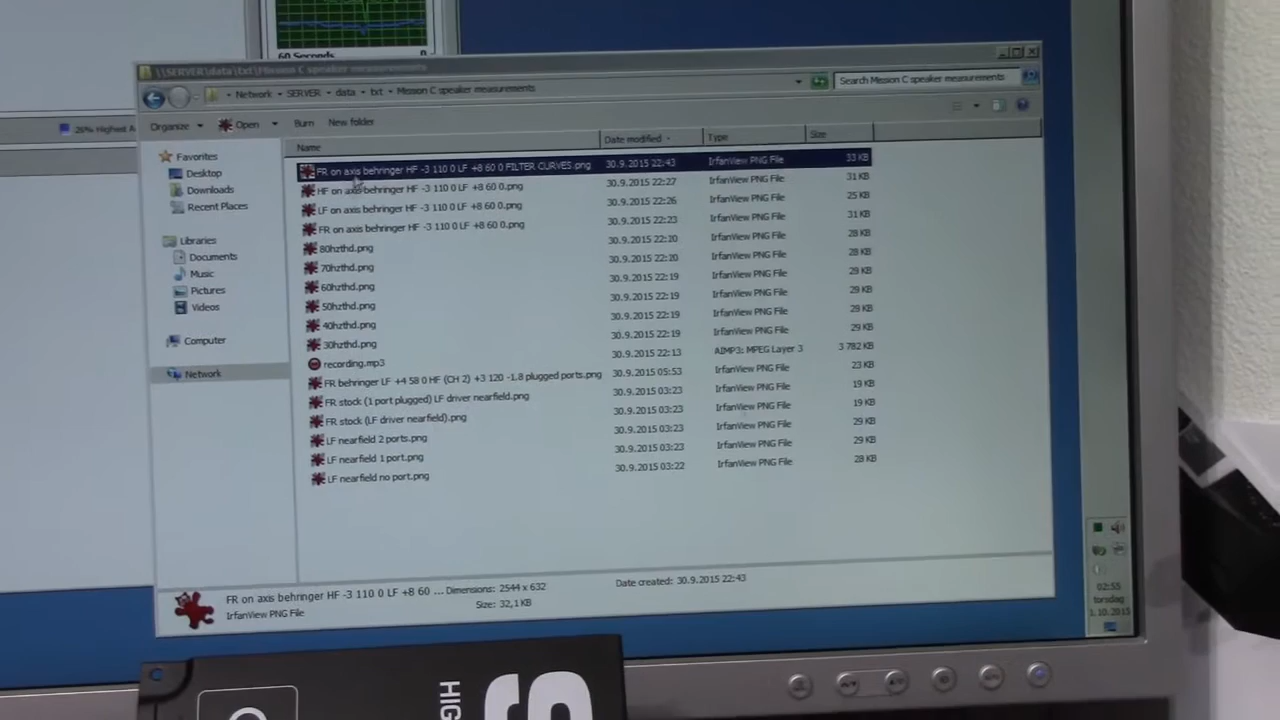 60 Seconds
\\SERVER\data\txt\Mission C speaker measurements
Network SERVER data txt Mission C speaker measurements
Search Mission C speaker measurements
Organize Open Burn New folder
Name Date modified Type Size
Favorites
Desktop
Downloads
Recent Places
Libraries
Documents
Music
Pictures
Videos
Computer
Network
FR on axis behringer HF -3 110 0 LF +8 60 0 FILTER CURVES.png 30.9.2015 22:43 IrfanView PNG File 33 KB
HF on axis behringer HF -3 110 0 LF +8 60 0.png 30.9.2015 22:27 IrfanView PNG File 31 KB
LF on axis behringer HF -3 110 0 LF +8 60 0.png 30.9.2015 22:26 IrfanView PNG File 25 KB
FR on axis behringer HF -3 110 0 LF +8 60 0.png 30.9.2015 22:23 IrfanView PNG File 31 KB
80hzthd.png 30.9.2015 22:20 IrfanView PNG File 28 KB
70hzthd.png 30.9.2015 22:20 IrfanView PNG File 28 KB
60hzthd.png 30.9.2015 22:19 IrfanView PNG File 29 KB
50hzthd.png 30.9.2015 22:19 IrfanView PNG File 29 KB
40hzthd.png 30.9.2015 22:19 IrfanView PNG File 29 KB
30hzthd.png 30.9.2015 22:19 IrfanView PNG File 29 KB
recording.mp3 30.9.2015 22:13 AIMP3: MPEG Layer 3 3 782 KB
FR behringer LF +4 58 0 HF (CH 2) +3 120 -1.8 plugged ports.png 30.9.2015 05:53 IrfanView PNG File 23 KB
FR stock (1 port plugged) LF driver nearfield.png 30.9.2015 03:23 IrfanView PNG File 19 KB
FR stock (LF driver nearfield).png 30.9.2015 03:23 IrfanView PNG File 19 KB
LF nearfield 2 ports.png 30.9.2015 03:23 IrfanView PNG File 29 KB
LF nearfield 1 port.png 30.9.2015 03:23 IrfanView PNG File 29 KB
LF nearfield no port.png 30.9.2015 03:22 IrfanView PNG File 28 KB
FR on axis behringer HF -3 110 0 LF +8 60 ... Dimensions: 2544 x 632 Date created: 30.9.2015 22:43
IrfanView PNG File Size: 32,1 KB
02:55
torsdag
1.10.2015
HIG
S